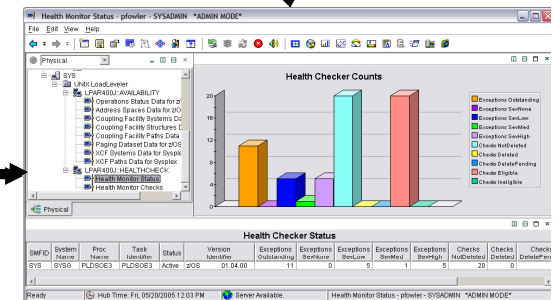 Health Monitor Status - pfowler - SYSADMIN *ADMIN MODE*
File Edit View Help
Physical
SYS
UNIX LoadLeveler
LPAR400J::AVAILABILITY
Operations Status Data for z
Address Spaces Data for z/O
Coupling Facility Systems Da
Coupling Facility Structures D
Coupling Facility Paths Data
Paging Dataset Data for z/OS
XCF Systems Data for Sysple
XCF Paths Data for Sysplex
LPAR400J::HEALTHCHECK
Health Monitor Status
Health Monitor Checks
Physical
Health Checker Counts
20
16
12
8
4
0
Exceptions Outstanding
Exceptions SevNone
Exceptions SevLow
Exceptions SevMed
Exceptions SevHigh
Checks NotDeleted
Checks Deleted
Checks DeletePending
Checks Eligible
Checks Ineligible
Health Checker Status
SMFID System Name Proc Name Task Identifier Status Version Identifier Exceptions Outstanding Exceptions SevNone Exceptions SevLow Exceptions SevMed Exceptions SevHigh Checks NotDeleted Checks Deleted Checks DeletePen
SYS SYSG PLDSOE3 PLDSOE3 Active z/OS 01.04.00 11 0 5 1 5 20 0
Ready Hub Time: Fri, 05/20/2005 12:03 PM Server Available. Health Monitor Status - pfowler - SYSADMIN *ADMIN MODE*